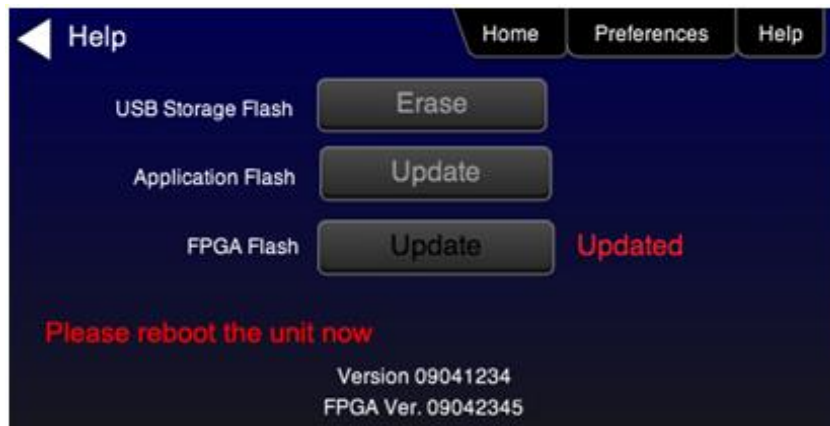 Help Home Preferences Help
USB Storage Flash Erase
Application Flash Update
FPGA Flash Update Updated
Please reboot the unit now
Version 09041234
FPGA Ver. 09042345